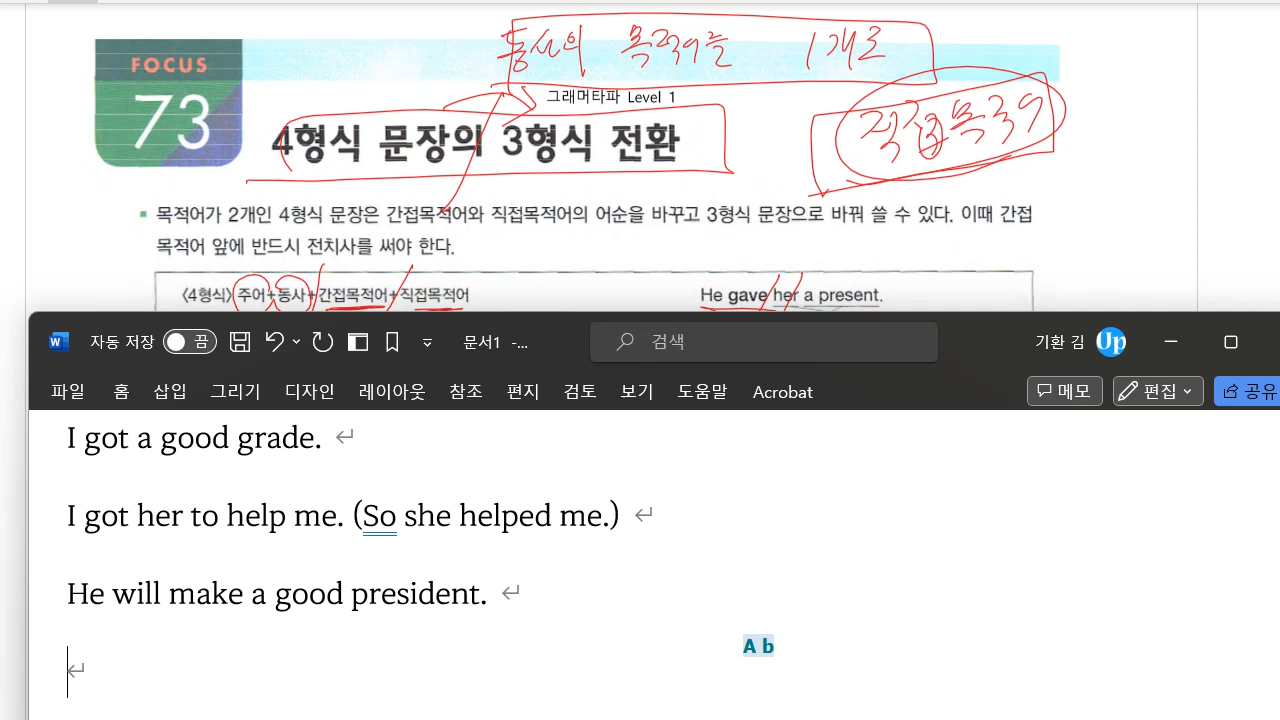 동사의 목적어를 1개로
FOCUS
73
그래머타파 Level 1
4형식 문장의 3형식 전환
직접목적어
목적어가 2개인 4형식 문장은 간접목적어와 직접목적어의 어순을 바꾸고 3형식 문장으로 바꿔 쓸 수 있다. 이때 간접
목적어 앞에 반드시 전치사를 써야 한다.
〈4형식〉 주어+동사+간접목적어+직접목적어
He gave her a present.
자동 저장 끔 문서1 -... 검색 기환 김 Up
파일 홈 삽입 그리기 디자인 레이아웃 참조 편지 검토 보기 도움말 Acrobat 메모 편집 공유
I got a good grade.
I got her to help me. (So she helped me.)
He will make a good president.
A b